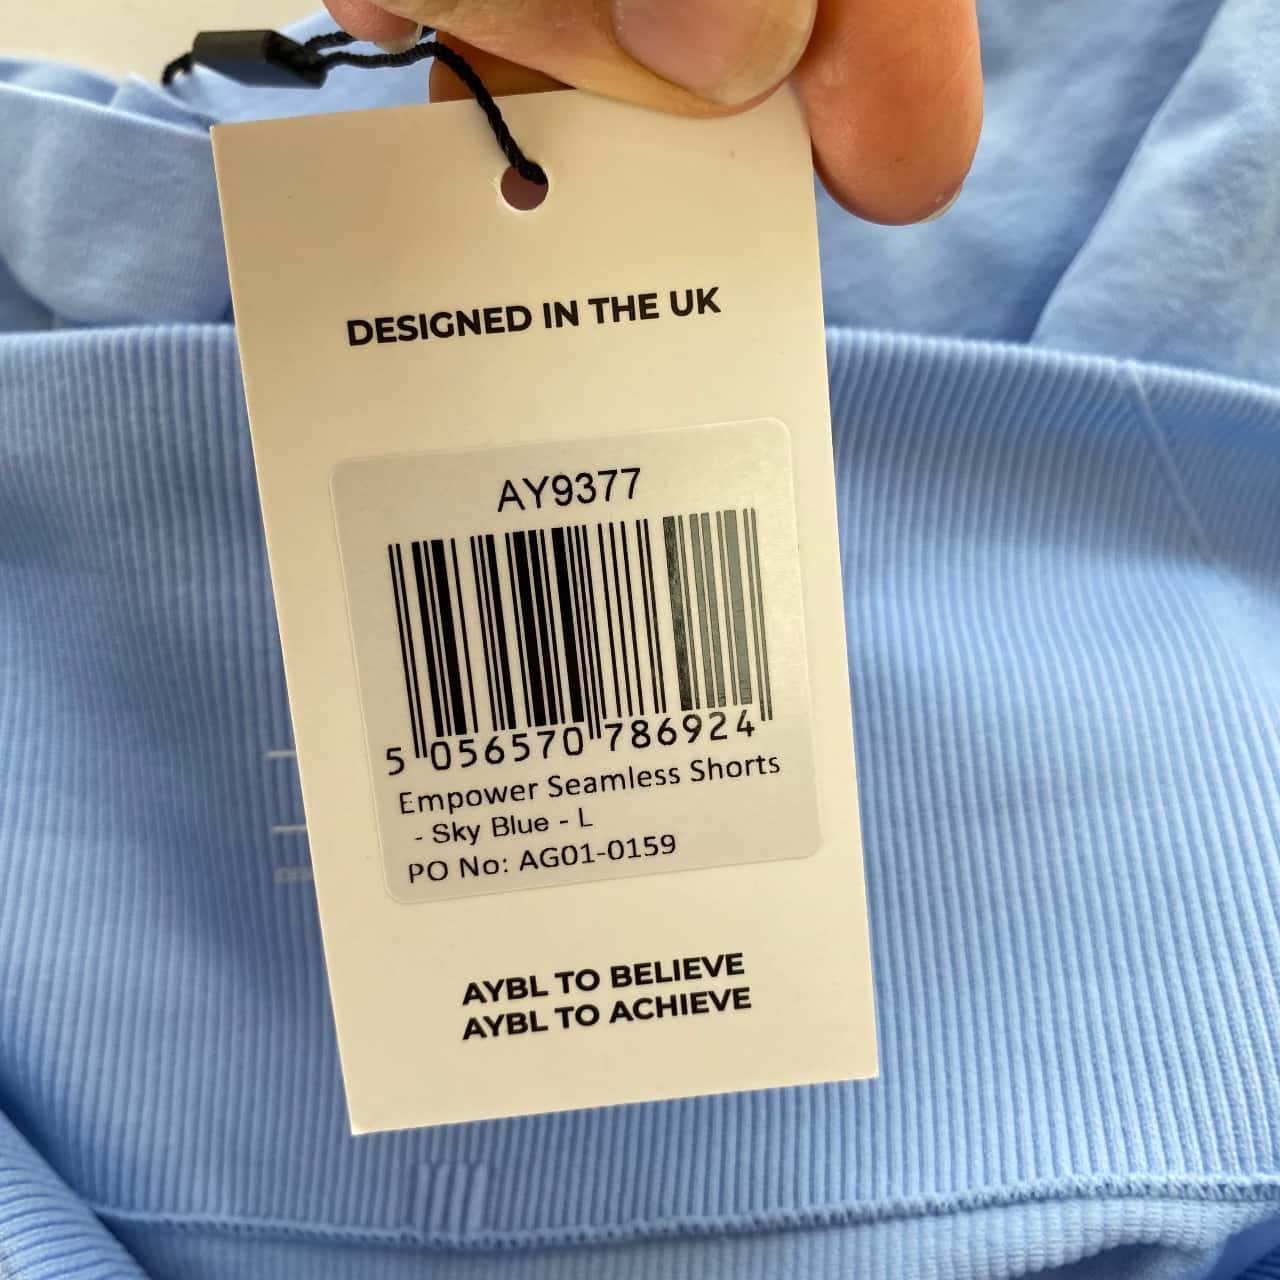 DESIGNED IN THE UK
AY9377
5 056570 786924
Empower Seamless Shorts
- Sky Blue - L
PO No: AG01-0159
AYBL TO BELIEVE
AYBL TO ACHIEVE